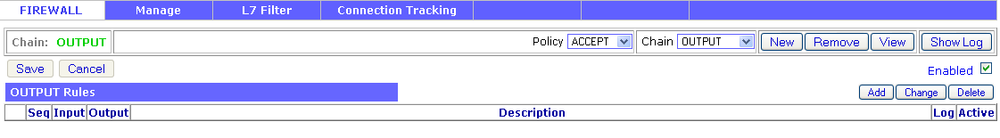 FIREWALL Manage L7 Filter Connection Tracking
Chain: OUTPUT Policy ACCEPT Chain OUTPUT New Remove View Show Log
Save Cancel Enabled
OUTPUT Rules Add Change Delete
Seq Input Output Description Log Active